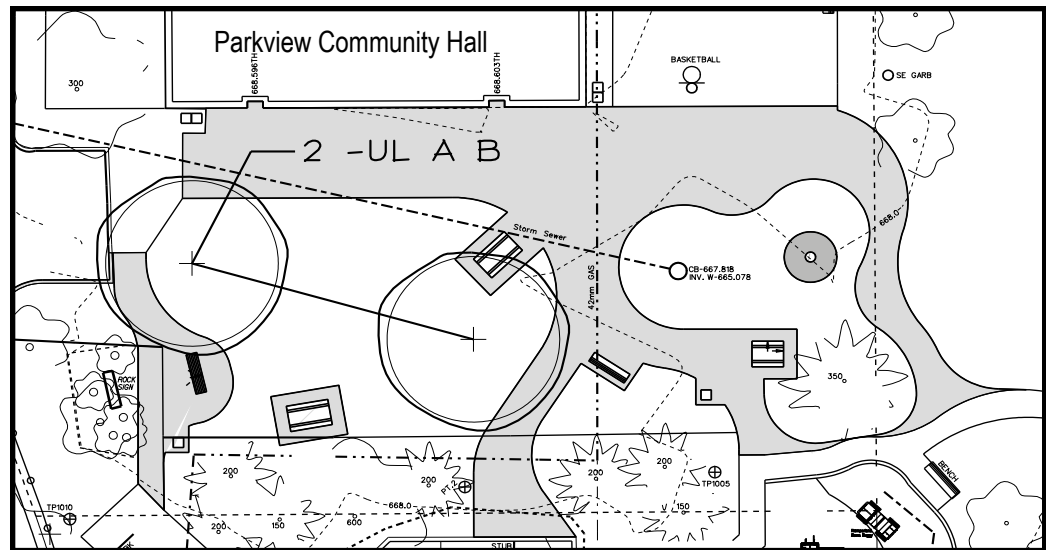 Parkview Community Hall
668.596TH
668.603TH
BASKETBALL
300
SE GARB
2 -UL A B
668.0
Storm Sewer
CB-667.818
INV. W-665.078
42mm GAS
350
ROCK
SIGN
200
200
200
200
TP1005
BENCH
TP1010
200
150
600
668.0
150
STUB